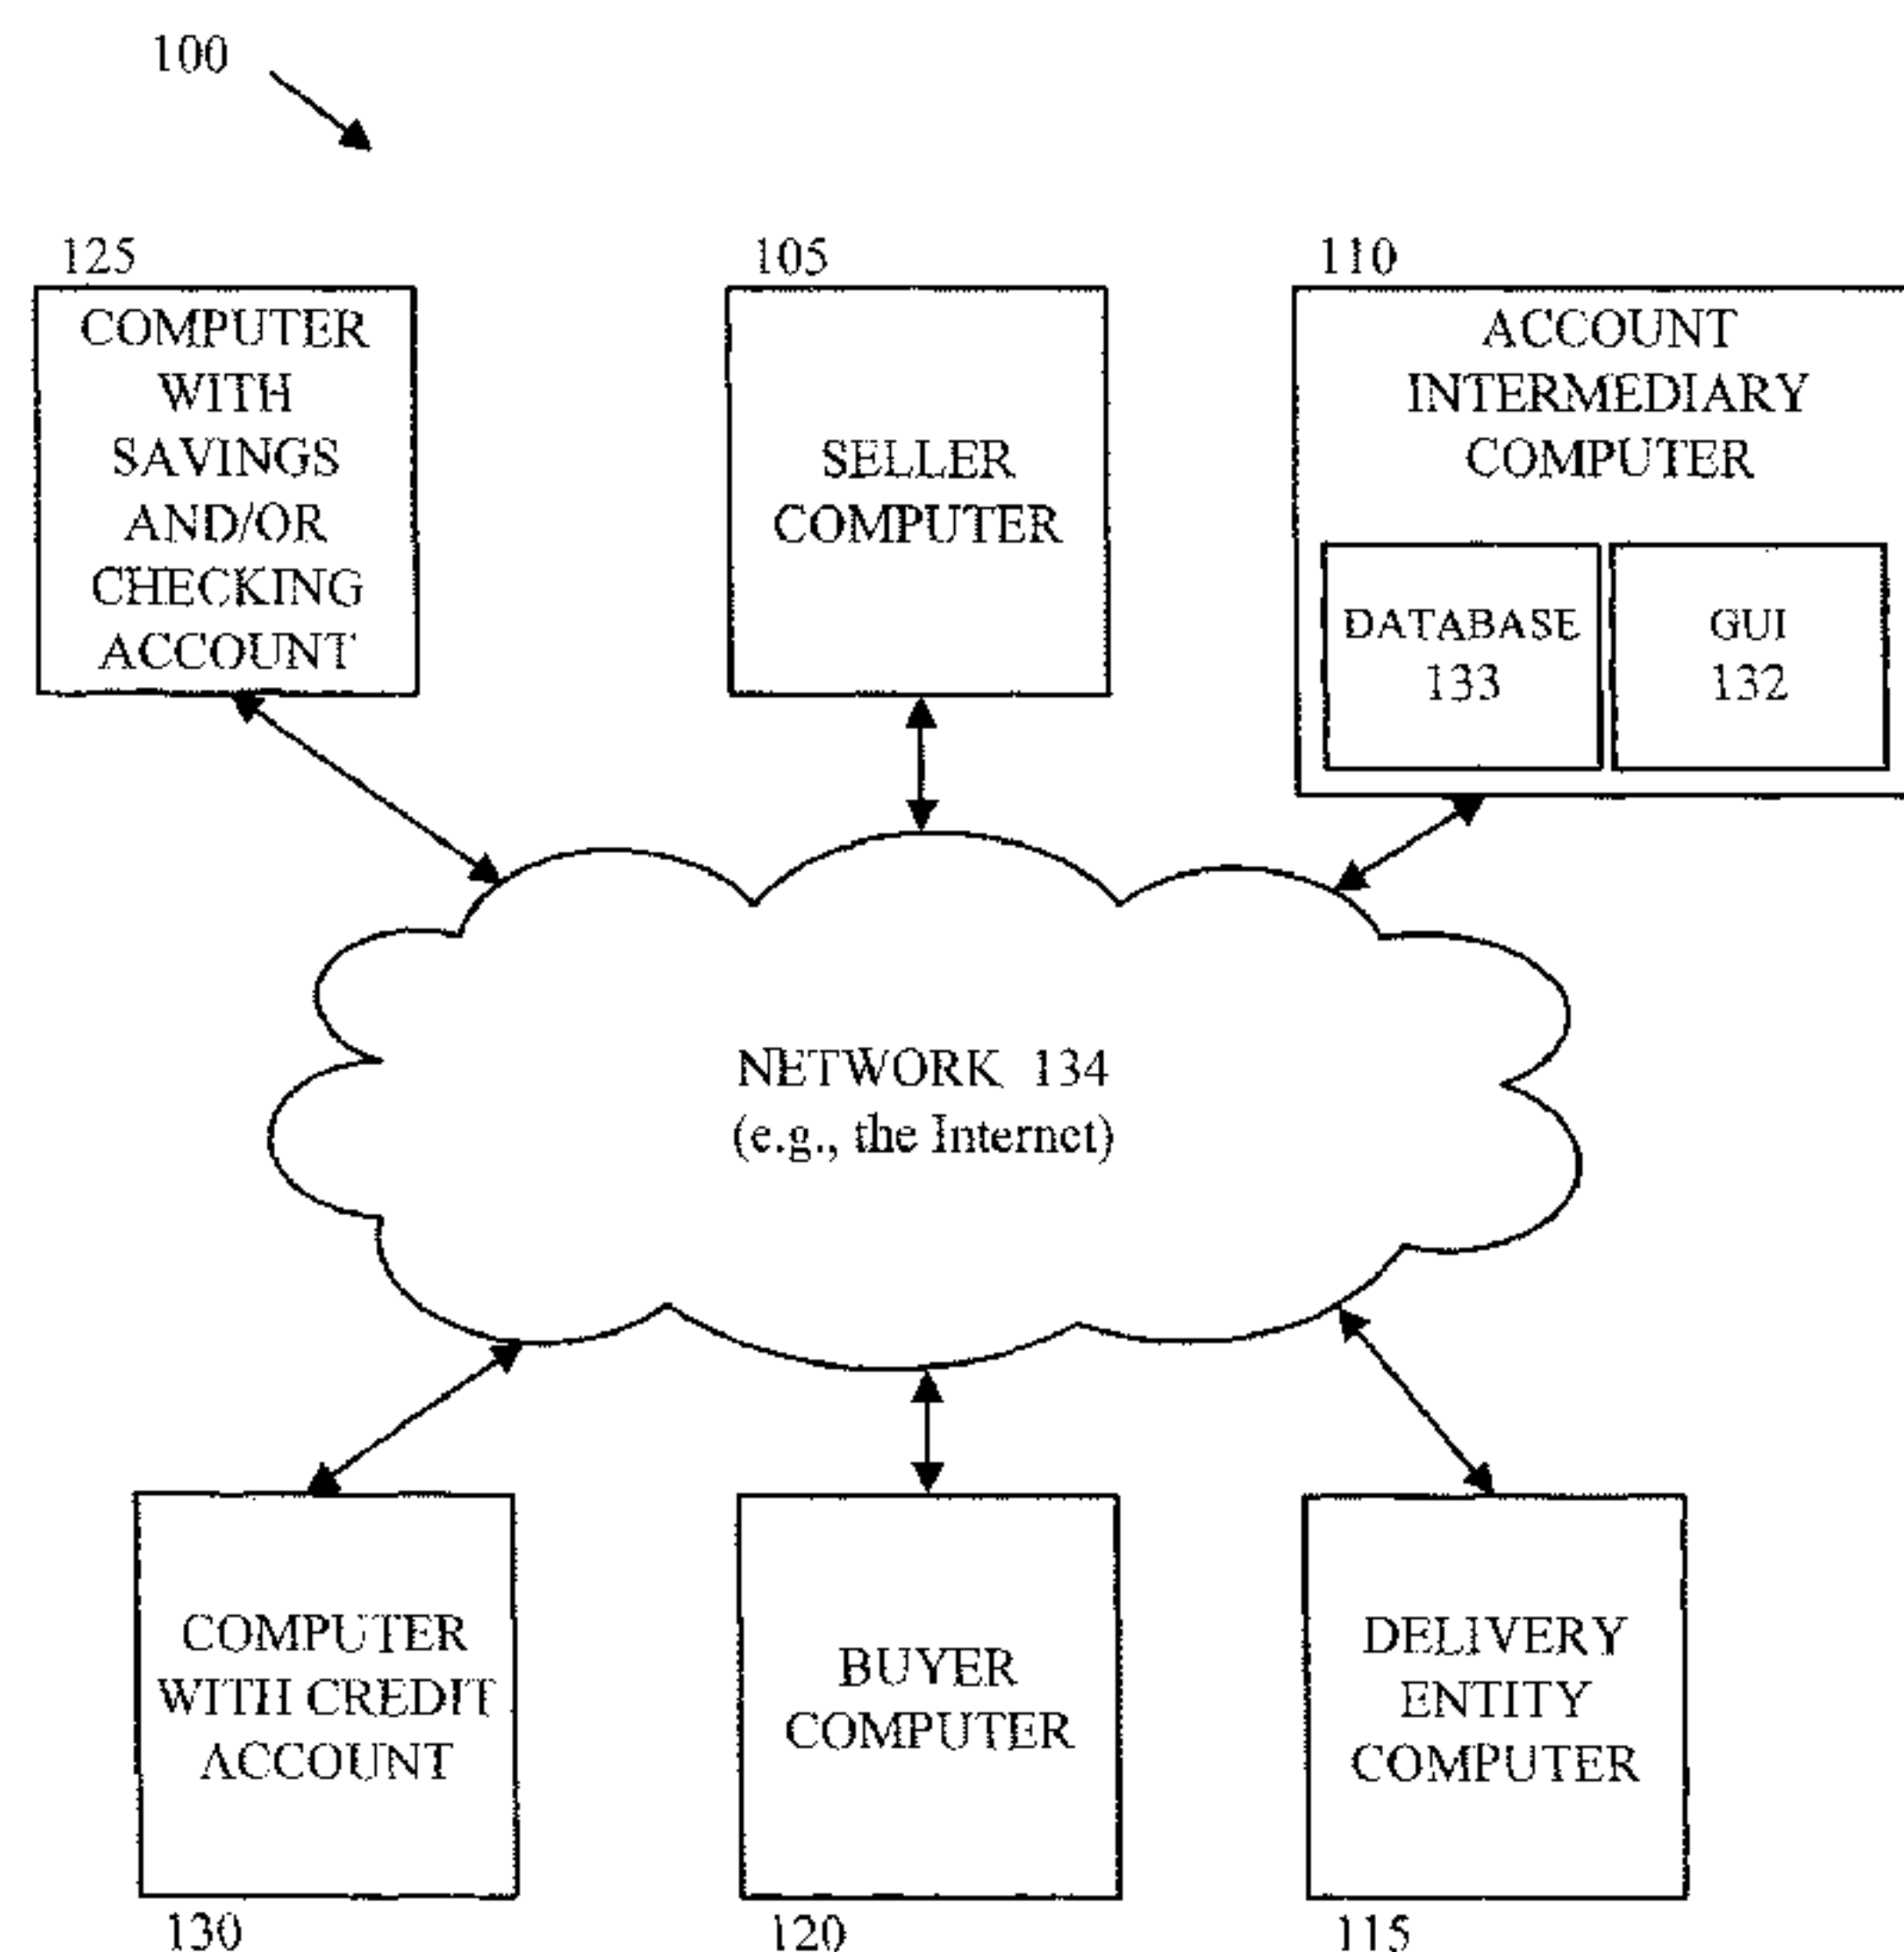 100
125
COMPUTER
WITH
SAVINGS
AND/OR
CHECKING
ACCOUNT
105
SELLER
COMPUTER
110
ACCOUNT
INTERMEDIARY
COMPUTER
DATABASE
133
GUI
132
NETWORK 134
(e.g., the Internet)
COMPUTER
WITH CREDIT
ACCOUNT
130
BUYER
COMPUTER
120
DELIVERY
ENTITY
COMPUTER
115